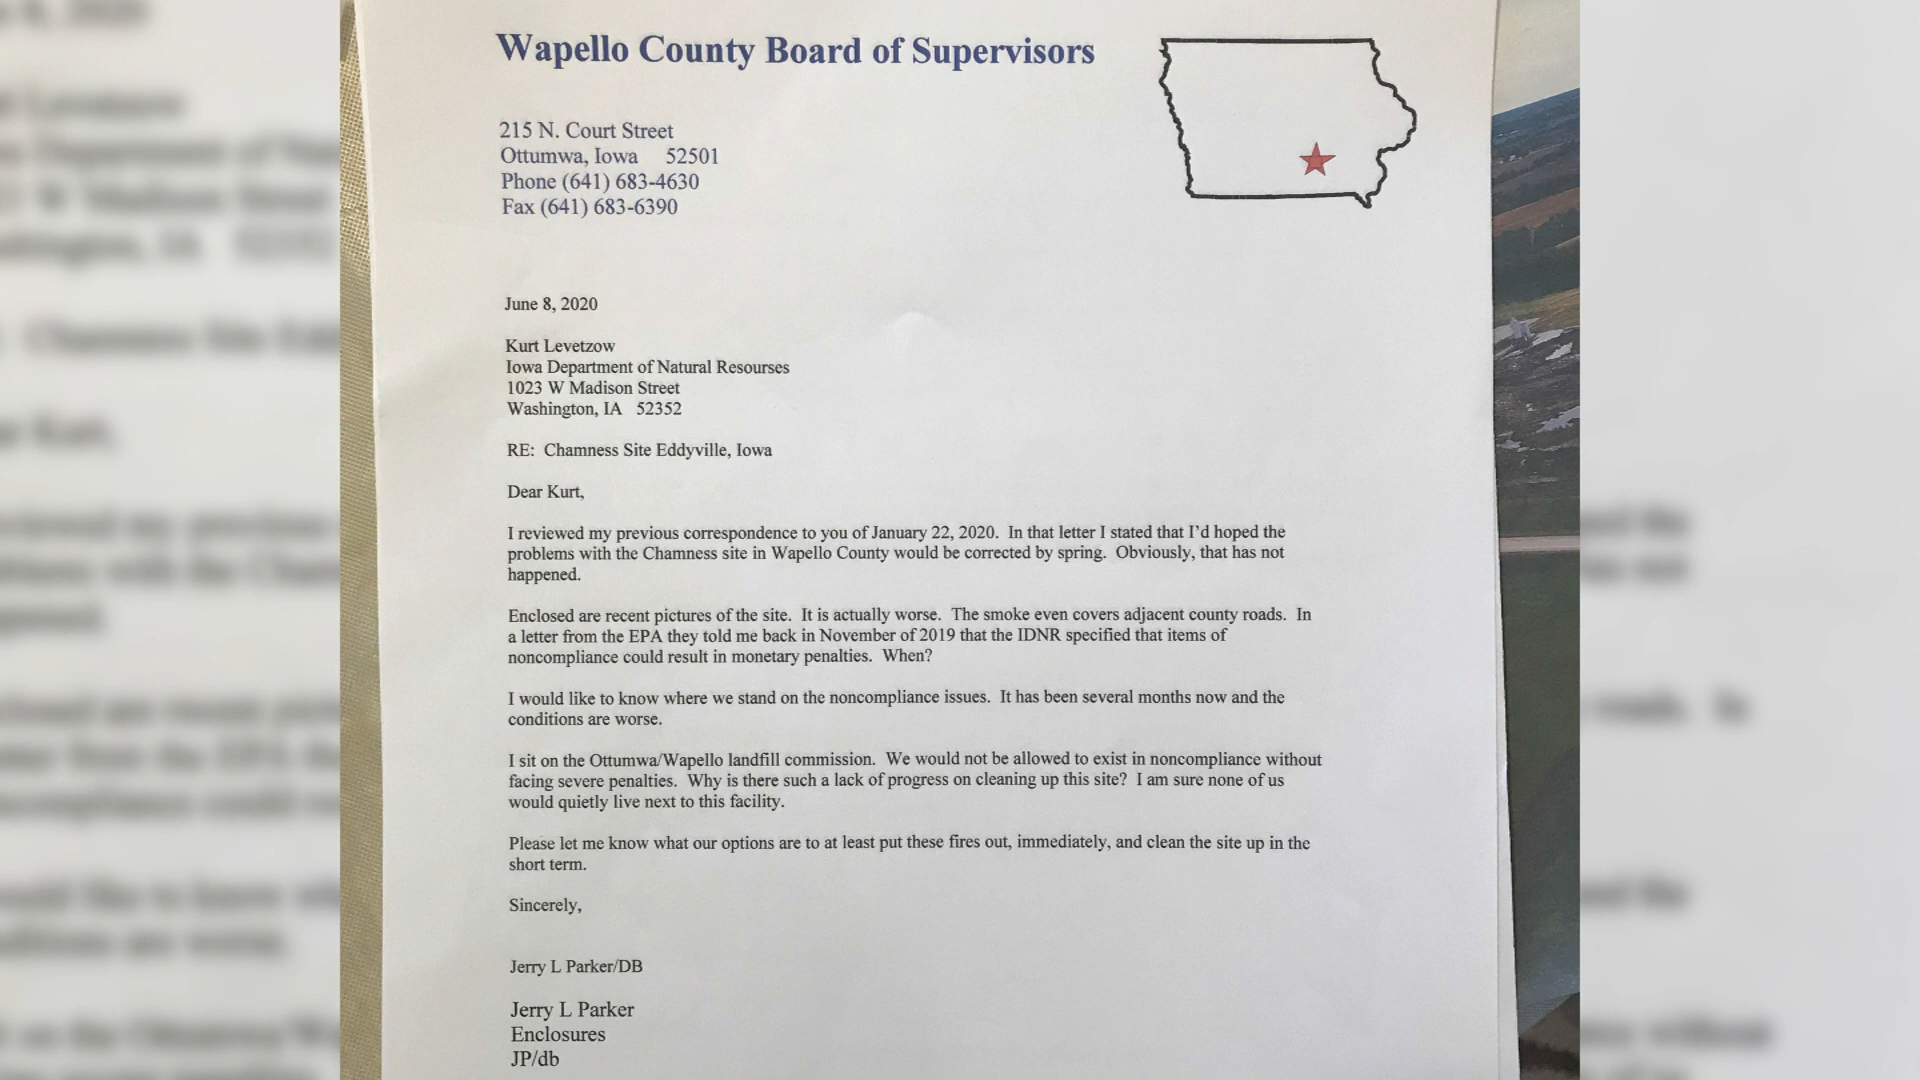 Wapello County Board of Supervisors
215 N. Court Street
Ottumwa, Iowa 52501
Phone (641) 683-4630
Fax (641) 683-6390
June 8, 2020
Kurt Levetzow
Iowa Department of Natural Resourses
1023 W Madison Street
Washington, IA 52352
RE: Chamness Site Eddyville, Iowa
Dear Kurt,
I reviewed my previous correspondence to you of January 22, 2020. In that letter I stated that I'd hoped the
problems with the Chamness site in Wapello County would be corrected by spring. Obviously, that has not
happened.
Enclosed are recent pictures of the site. It is actually worse. The smoke even covers adjacent county roads. In
a letter from the EPA they told me back in November of 2019 that the IDNR specified that items of
noncompliance could result in monetary penalties. When?
I would like to know where we stand on the noncompliance issues. It has been several months now and the
conditions are worse.
I sit on the Ottumwa/Wapello landfill commission. We would not be allowed to exist in noncompliance without
facing severe penalties. Why is there such a lack of progress on cleaning up this site? I am sure none of us
would quietly live next to this facility.
Please let me know what our options are to at least put these fires out, immediately, and clean the site up in the
short term.
Sincerely,
Jerry L Parker/DB
Jerry L Parker
Enclosures
JP/db